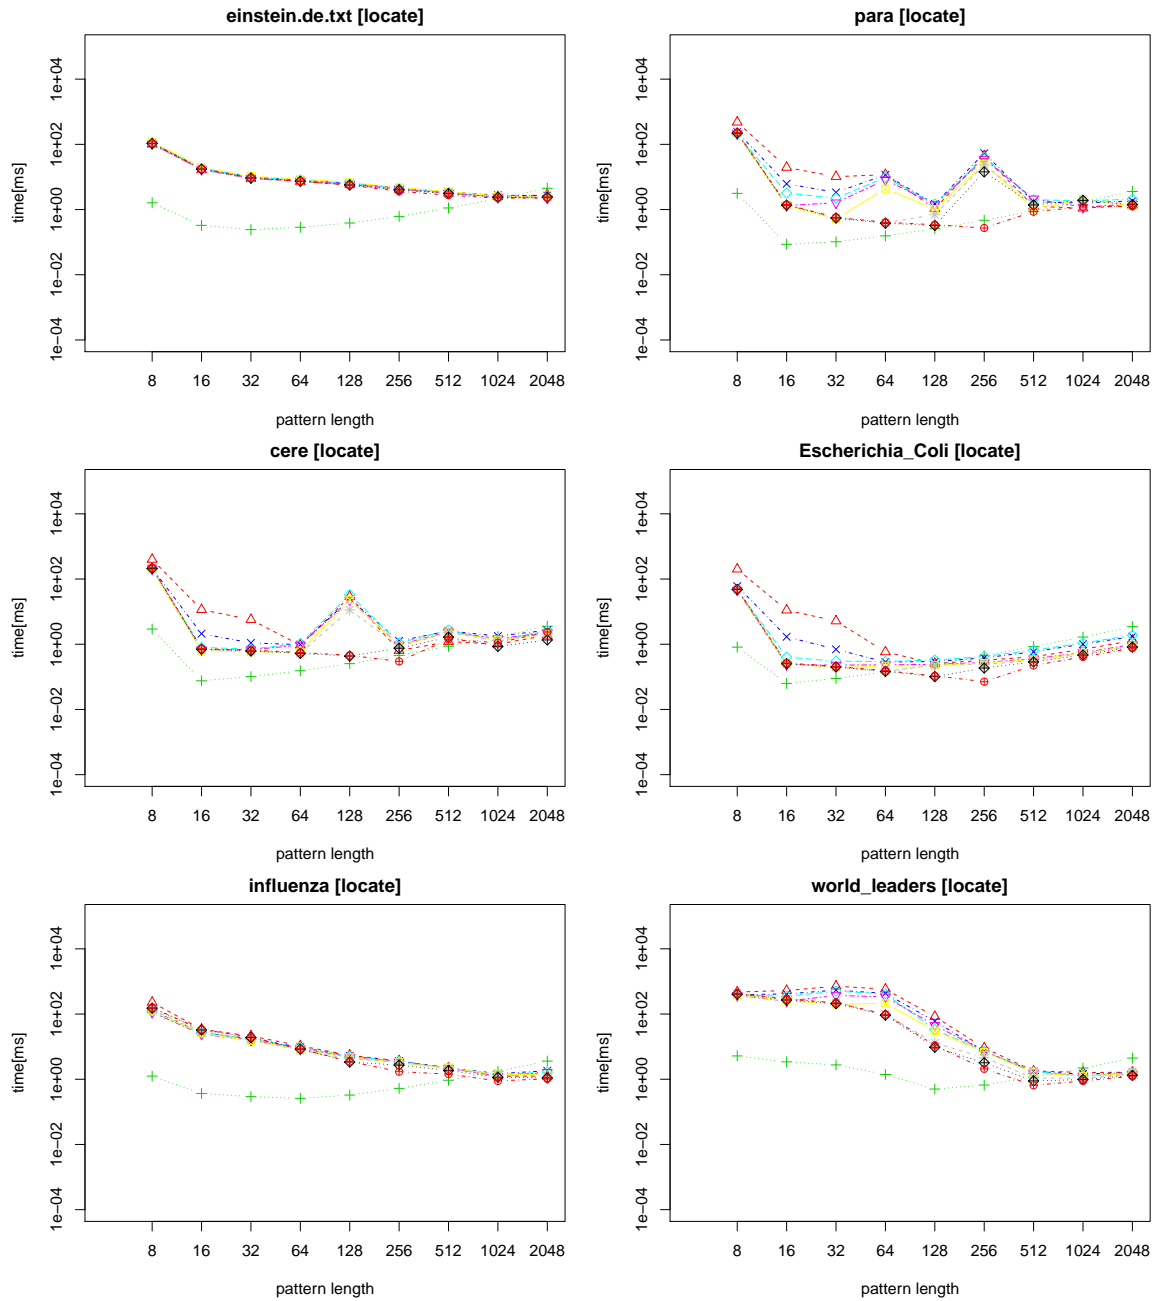 einstein.de.txt [locate]
time[ms]
1e+04
1e+02
1e+00
1e−02
1e−04
8 16 32 64 128 256 512 1024 2048
pattern length
para [locate]
time[ms]
1e+04
1e+02
1e+00
1e−02
1e−04
8 16 32 64 128 256 512 1024 2048
pattern length
cere [locate]
time[ms]
1e+04
1e+02
1e+00
1e−02
1e−04
8 16 32 64 128 256 512 1024 2048
pattern length
Escherichia_Coli [locate]
time[ms]
1e+04
1e+02
1e+00
1e−02
1e−04
8 16 32 64 128 256 512 1024 2048
pattern length
influenza [locate]
time[ms]
1e+04
1e+02
1e+00
1e−02
1e−04
8 16 32 64 128 256 512 1024 2048
pattern length
world_leaders [locate]
time[ms]
1e+04
1e+02
1e+00
1e−02
1e−04
8 16 32 64 128 256 512 1024 2048
pattern length